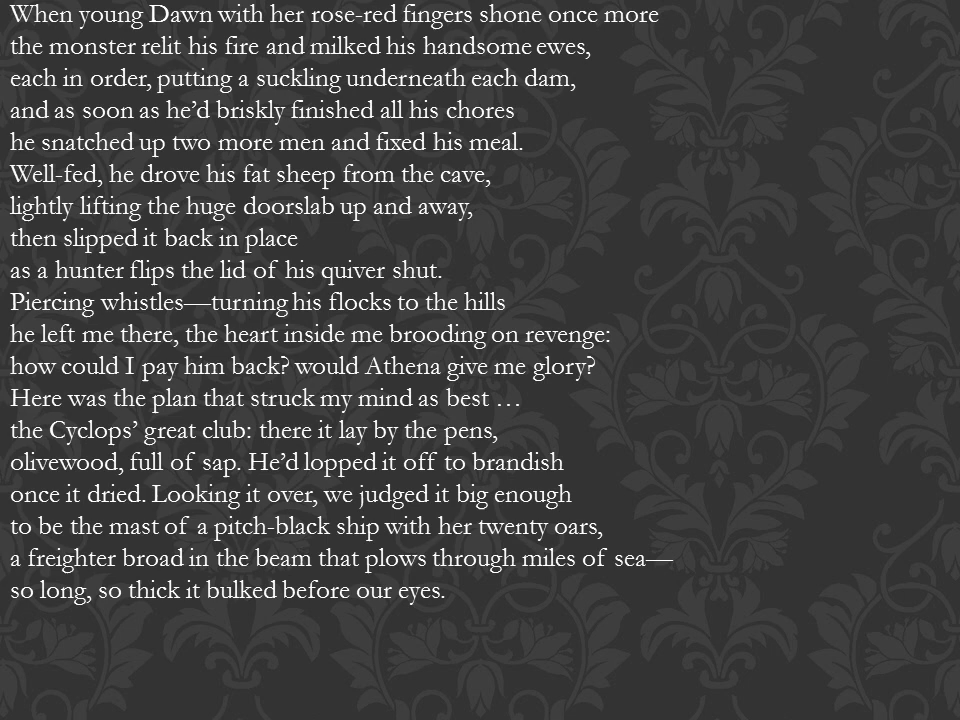 When young Dawn with her rose-red fingers shone once more
the monster relit his fire and milked his handsome ewes,
each in order, putting a suckling underneath each dam,
and as soon as he’d briskly finished all his chores
he snatched up two more men and fixed his meal.
Well-fed, he drove his fat sheep from the cave,
lightly lifting the huge doorslab up and away,
then slipped it back in place
as a hunter flips the lid of his quiver shut.
Piercing whistles—turning his flocks to the hills
he left me there, the heart inside me brooding on revenge:
how could I pay him back? would Athena give me glory?
Here was the plan that struck my mind as best …
the Cyclops’ great club: there it lay by the pens,
olivewood, full of sap. He’d lopped it off to brandish
once it dried. Looking it over, we judged it big enough
to be the mast of a pitch-black ship with her twenty oars,
a freighter broad in the beam that plows through miles of sea—
so long, so thick it bulked before our eyes.